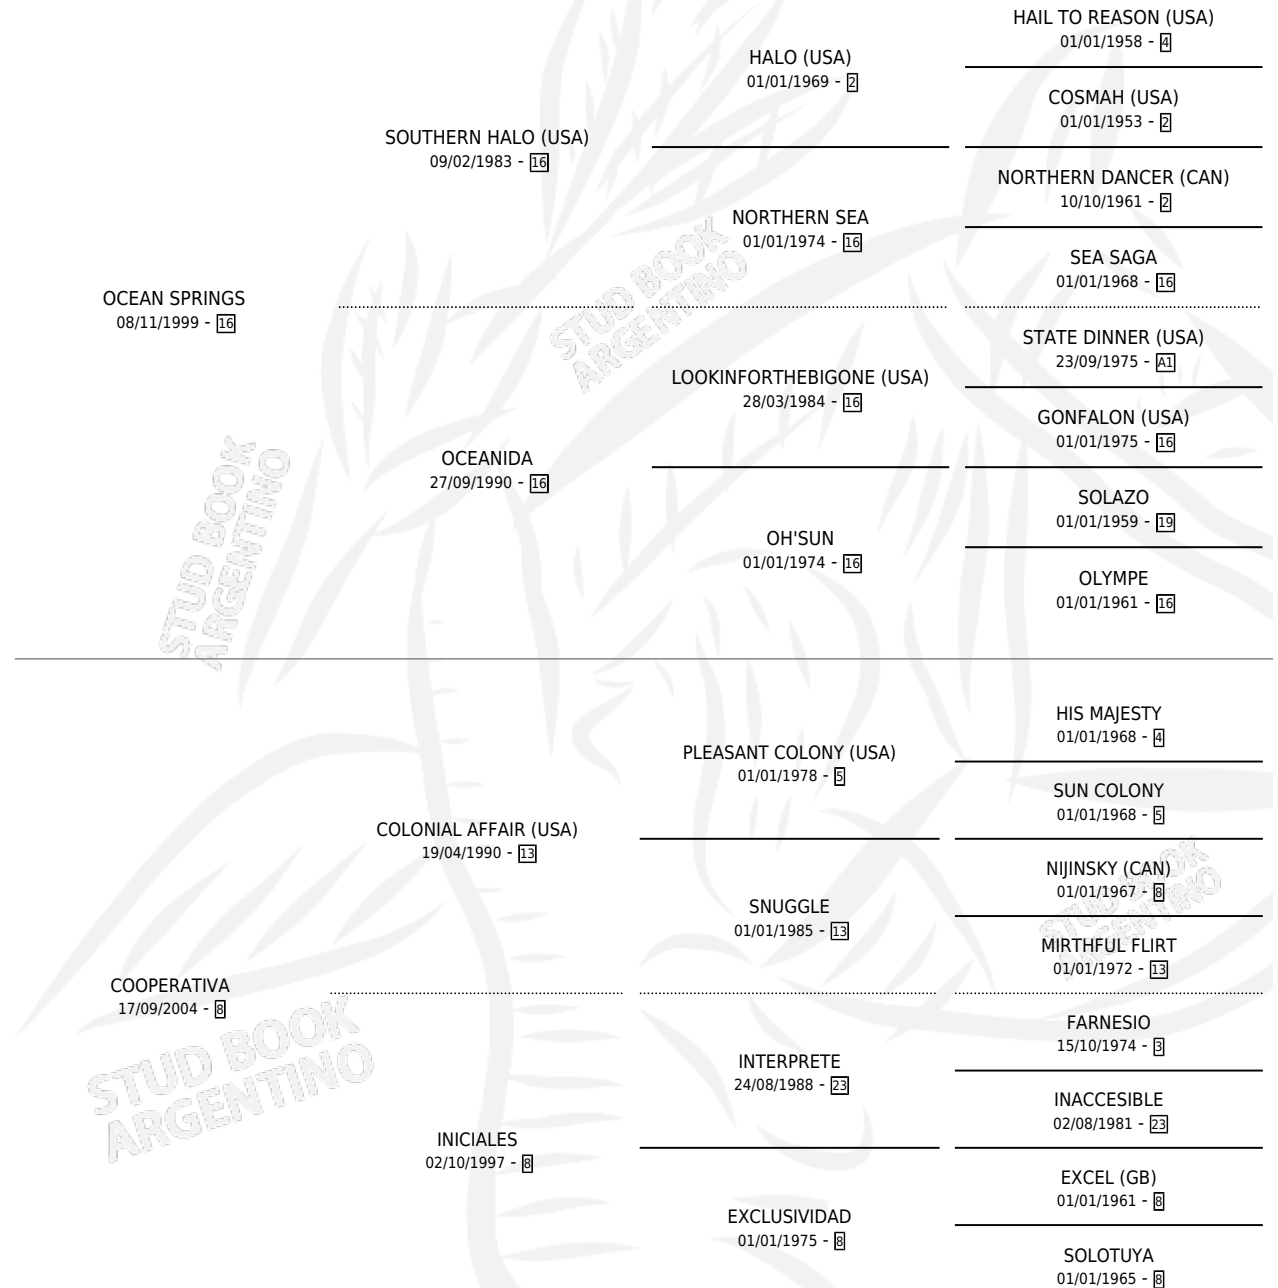 HAIL TO REASON (USA)
01/01/1958 - 4
HALO (USA)
01/01/1969 - 2
COSMAH (USA)
01/01/1953 - 2
SOUTHERN HALO (USA)
09/02/1983 - 16
NORTHERN DANCER (CAN)
10/10/1961 - 2
NORTHERN SEA
01/01/1974 - 16
SEA SAGA
01/01/1968 - 16
OCEAN SPRINGS
08/11/1999 - 16
STUD BOOK
ARGENTINO
STATE DINNER (USA)
23/09/1975 - A1
LOOKINFORTHEBIGONE (USA)
28/03/1984 - 16
GONFALON (USA)
01/01/1975 - 16
OCEANIDA
27/09/1990 - 16
SOLAZO
01/01/1959 - 19
OH'SUN
01/01/1974 - 16
OLYMPE
01/01/1961 - 16
STUD BOOK
ARGENTINO
HIS MAJESTY
01/01/1968 - 4
PLEASANT COLONY (USA)
01/01/1978 - 5
SUN COLONY
01/01/1968 - 5
COLONIAL AFFAIR (USA)
19/04/1990 - 13
NIJINSKY (CAN)
01/01/1967 - 8
SNUGGLE
01/01/1985 - 13
MIRTHFUL FLIRT
01/01/1972 - 13
STUD BOOK
ARGENTINO
COOPERATIVA
17/09/2004 - 8
STUD BOOK
ARGENTINO
FARNESIO
15/10/1974 - 3
INTERPRETE
24/08/1988 - 23
INACCESIBLE
02/08/1981 - 23
INICIALES
02/10/1997 - 8
EXCEL (GB)
01/01/1961 - 8
EXCLUSIVIDAD
01/01/1975 - 8
SOLOTUYA
01/01/1965 - 8